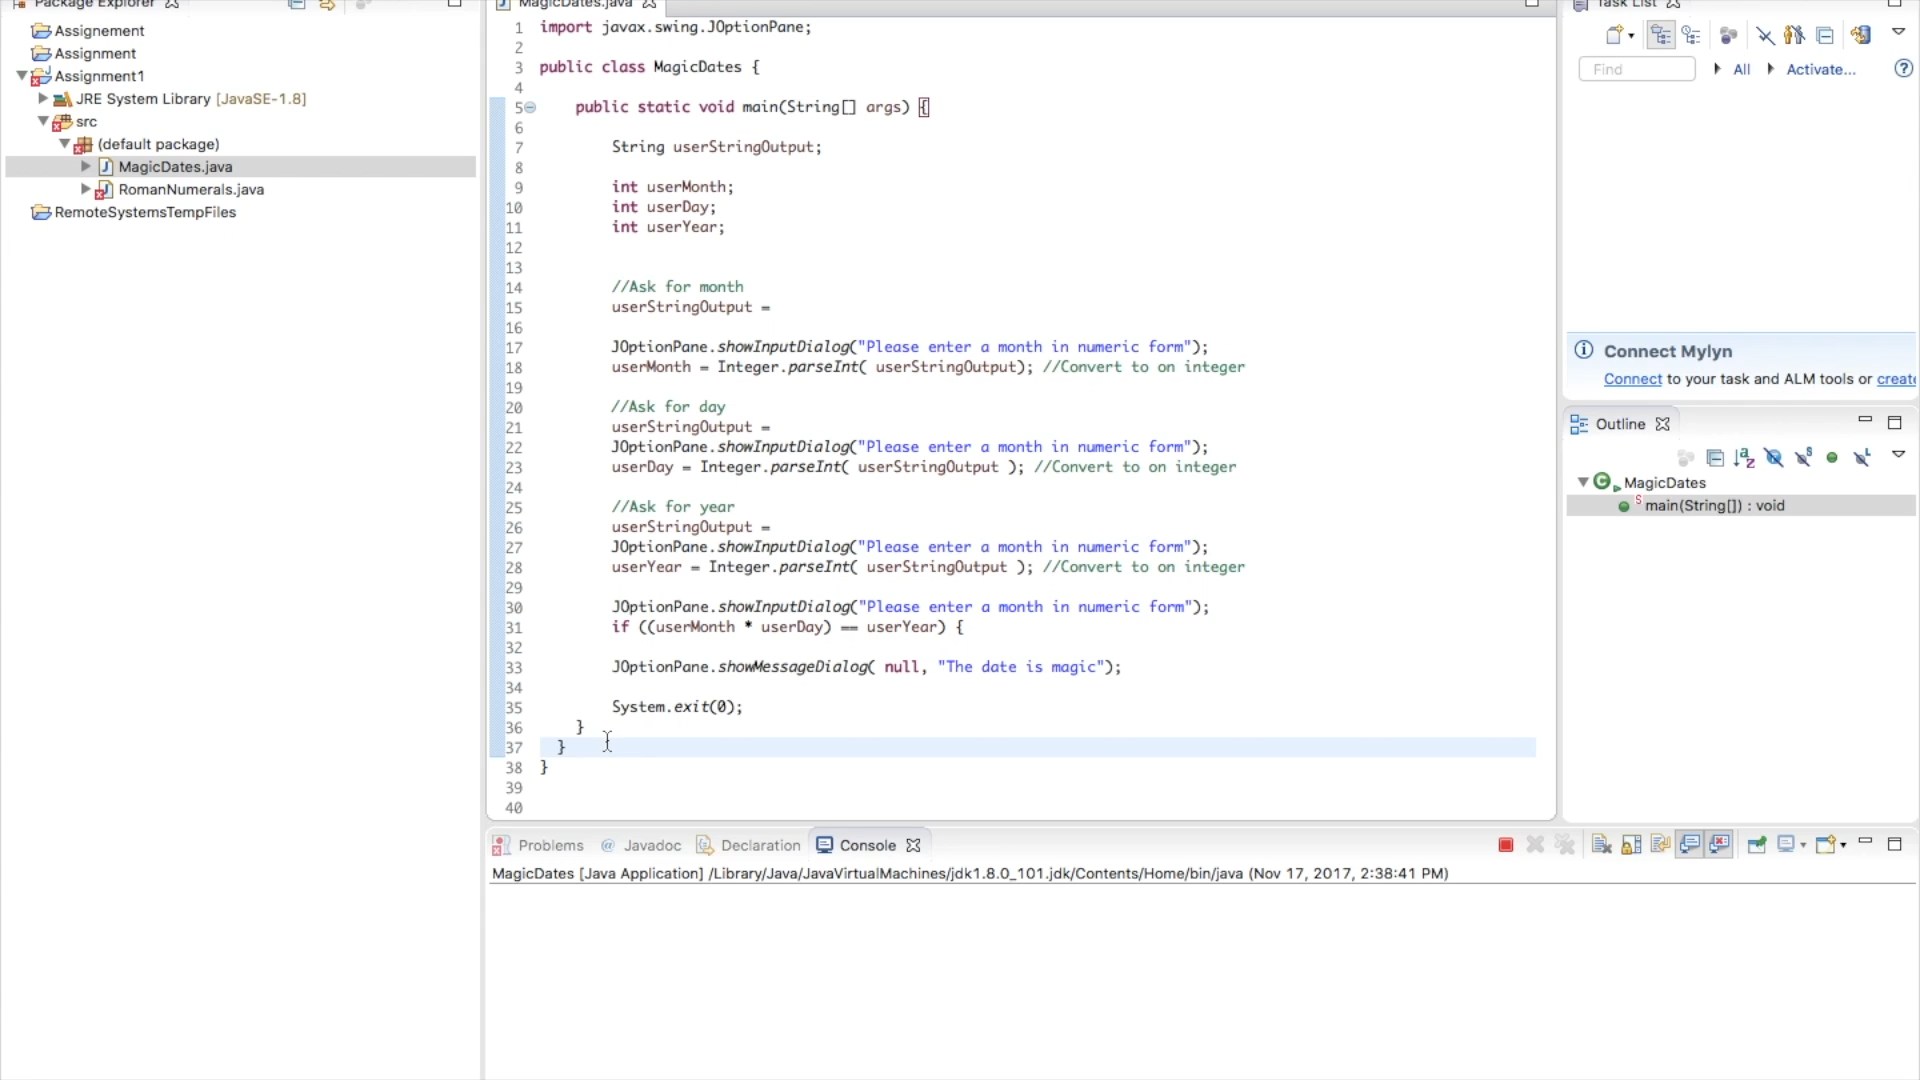 Package Explorer
Assignement
Assignment
Assignment1
JRE System Library [JavaSE-1.8]
src
(default package)
MagicDates.java
RomanNumerals.java
RemoteSystemsTempFiles
MagicDates.java
1 import javax.swing.JOptionPane;
2
3 public class MagicDates {
4
5 public static void main(String[] args) {
6
7 String userStringOutput;
8
9 int userMonth;
10 int userDay;
11 int userYear;
12
13
14 //Ask for month
15 userStringOutput =
16
17 JOptionPane.showInputDialog("Please enter a month in numeric form");
18 userMonth = Integer.parseInt( userStringOutput); //Convert to on integer
19
20 //Ask for day
21 userStringOutput =
22 JOptionPane.showInputDialog("Please enter a month in numeric form");
23 userDay = Integer.parseInt( userStringOutput ); //Convert to on integer
24
25 //Ask for year
26 userStringOutput =
27 JOptionPane.showInputDialog("Please enter a month in numeric form");
28 userYear = Integer.parseInt( userStringOutput ); //Convert to on integer
29
30 JOptionPane.showInputDialog("Please enter a month in numeric form");
31 if ((userMonth * userDay) == userYear) {
32
33 JOptionPane.showMessageDialog( null, "The date is magic");
34
35 System.exit(0);
36 }
37 }
38 }
39
40
Task List
Find
All
Activate...
Connect Mylyn
Connect to your task and ALM tools or create
Outline
MagicDates
main(String[]) : void
Problems
@ Javadoc
Declaration
Console
MagicDates [Java Application] /Library/Java/JavaVirtualMachines/jdk1.8.0_101.jdk/Contents/Home/bin/java (Nov 17, 2017, 2:38:41 PM)